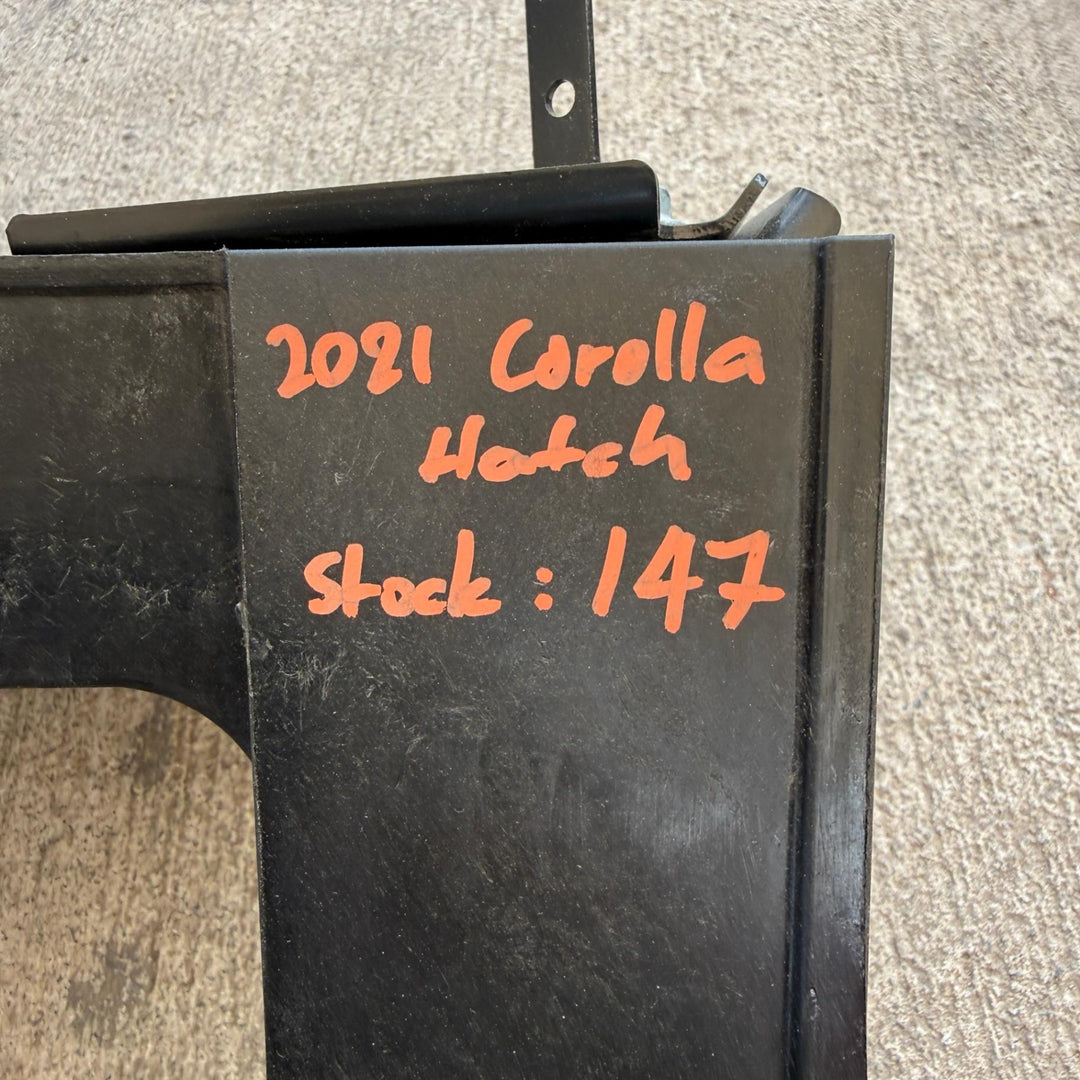 2021 Corolla
Hatch
Stock : 147